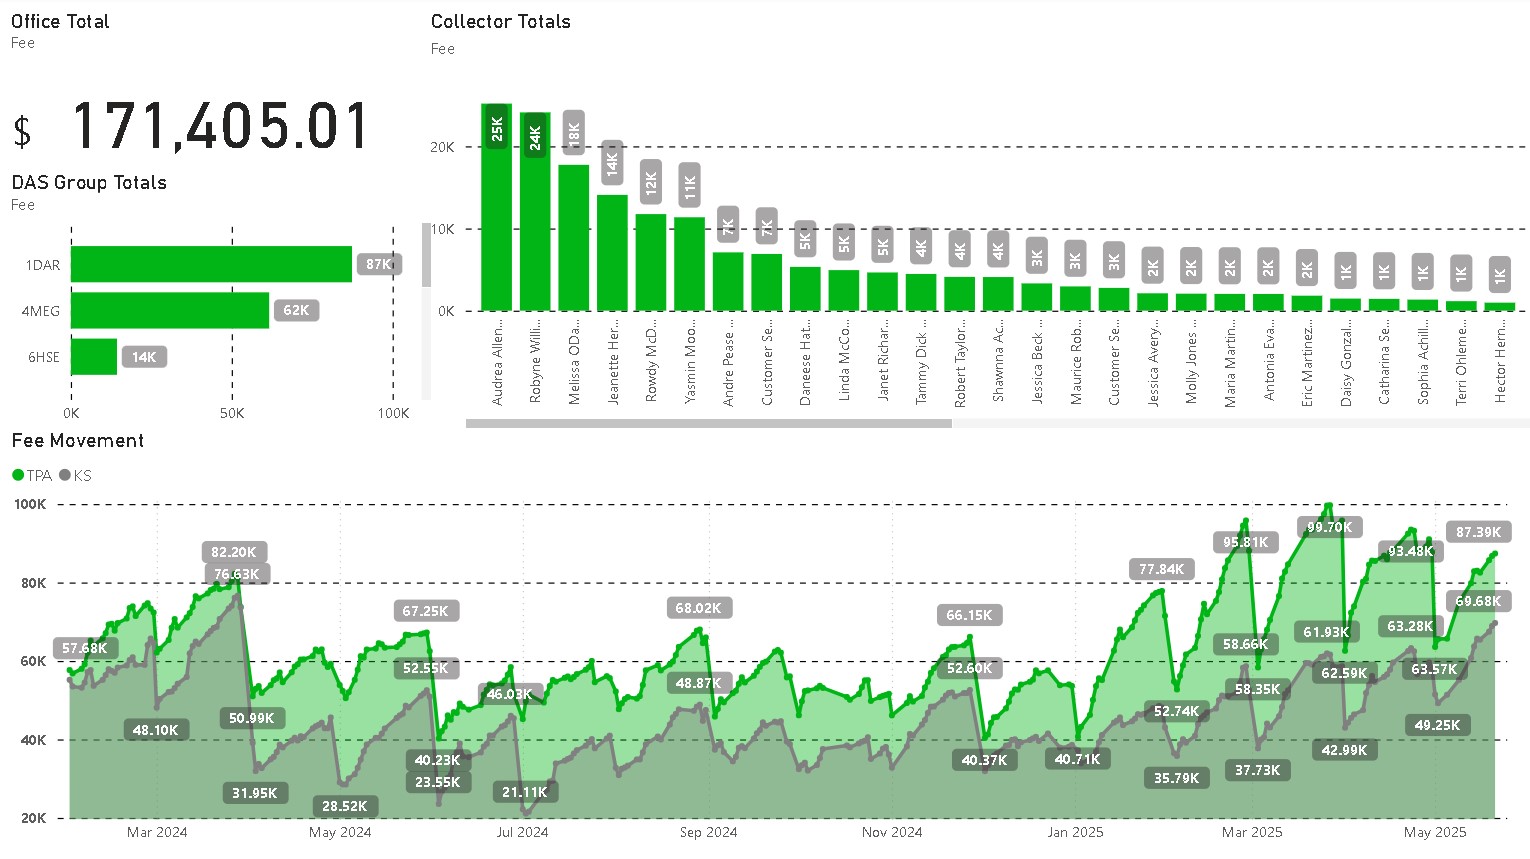 Office Total
Fee
$ 171,405.01
DAS Group Totals
Fee
1DAR 87K
4MEG 62K
6HSE 14K
0K 50K 100K
Collector Totals
Fee
20K
10K
0K
25K 24K 18K 14K 12K 11K 7K 7K 5K 5K 5K 4K 4K 4K 3K 3K 3K 2K 2K 2K 2K 2K 1K 1K 1K 1K 1K
Audrea Allen...
Robyne Willi...
Melissa ODa...
Jeanette Her...
Rowdy McD...
Yasmin Moo...
Andre Pease ...
Customer Se...
Daneese Hat...
Linda McCo...
Janet Richar...
Tammy Dick ...
Robert Taylor...
Shawnna Ac...
Jessica Beck ...
Maurice Rob...
Customer Se...
Jessica Avery...
Molly Jones ...
Maria Martin...
Antonia Eva...
Eric Martinez...
Daisy Gonzal...
Catharina Se...
Sophia Achill...
Terri Ohleme...
Hector Hern...
Fee Movement
TPA KS
100K
80K
60K
40K
20K
57.68K
48.10K
82.20K
76.63K
50.99K
31.95K
28.52K
67.25K
52.55K
40.23K
23.55K
46.03K
21.11K
68.02K
48.87K
66.15K
52.60K
40.37K
40.71K
77.84K
52.74K
35.79K
95.81K
58.66K
58.35K
37.73K
99.70K
61.93K
62.59K
42.99K
93.48K
63.28K
63.57K
49.25K
87.39K
69.68K
Mar 2024 May 2024 Jul 2024 Sep 2024 Nov 2024 Jan 2025 Mar 2025 May 2025